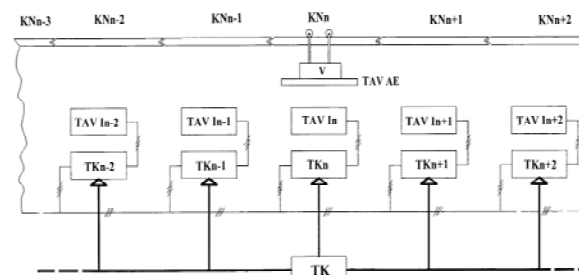 KNn-3 KNn-2 KNn-1 KNn KNn+1 KNn+2
V
TAV AE
TAV In-2 TAV In-1 TAV In TAV In+1 TAV In+2
TKn-2 TKn-1 TKn TKn+1 TKn+2
TK